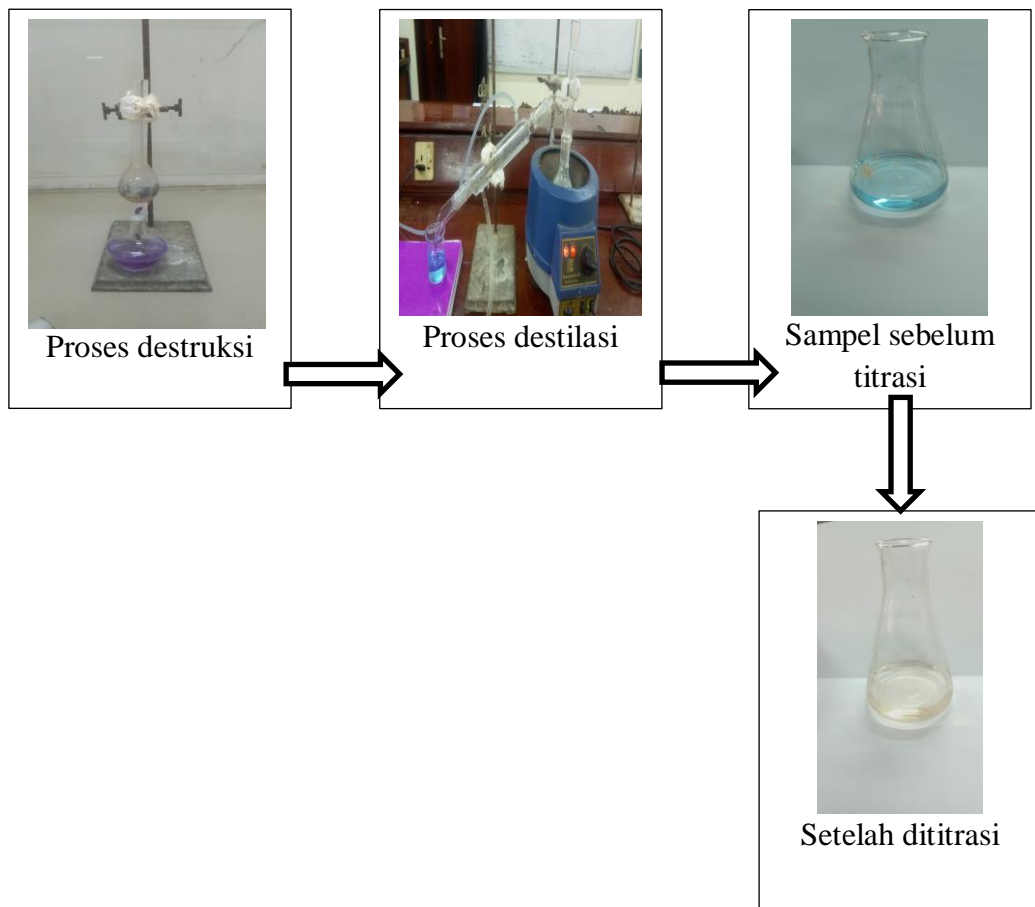 Proses destruksi
Proses destilasi
Sampel sebelum
titrasi
Setelah dititrasi